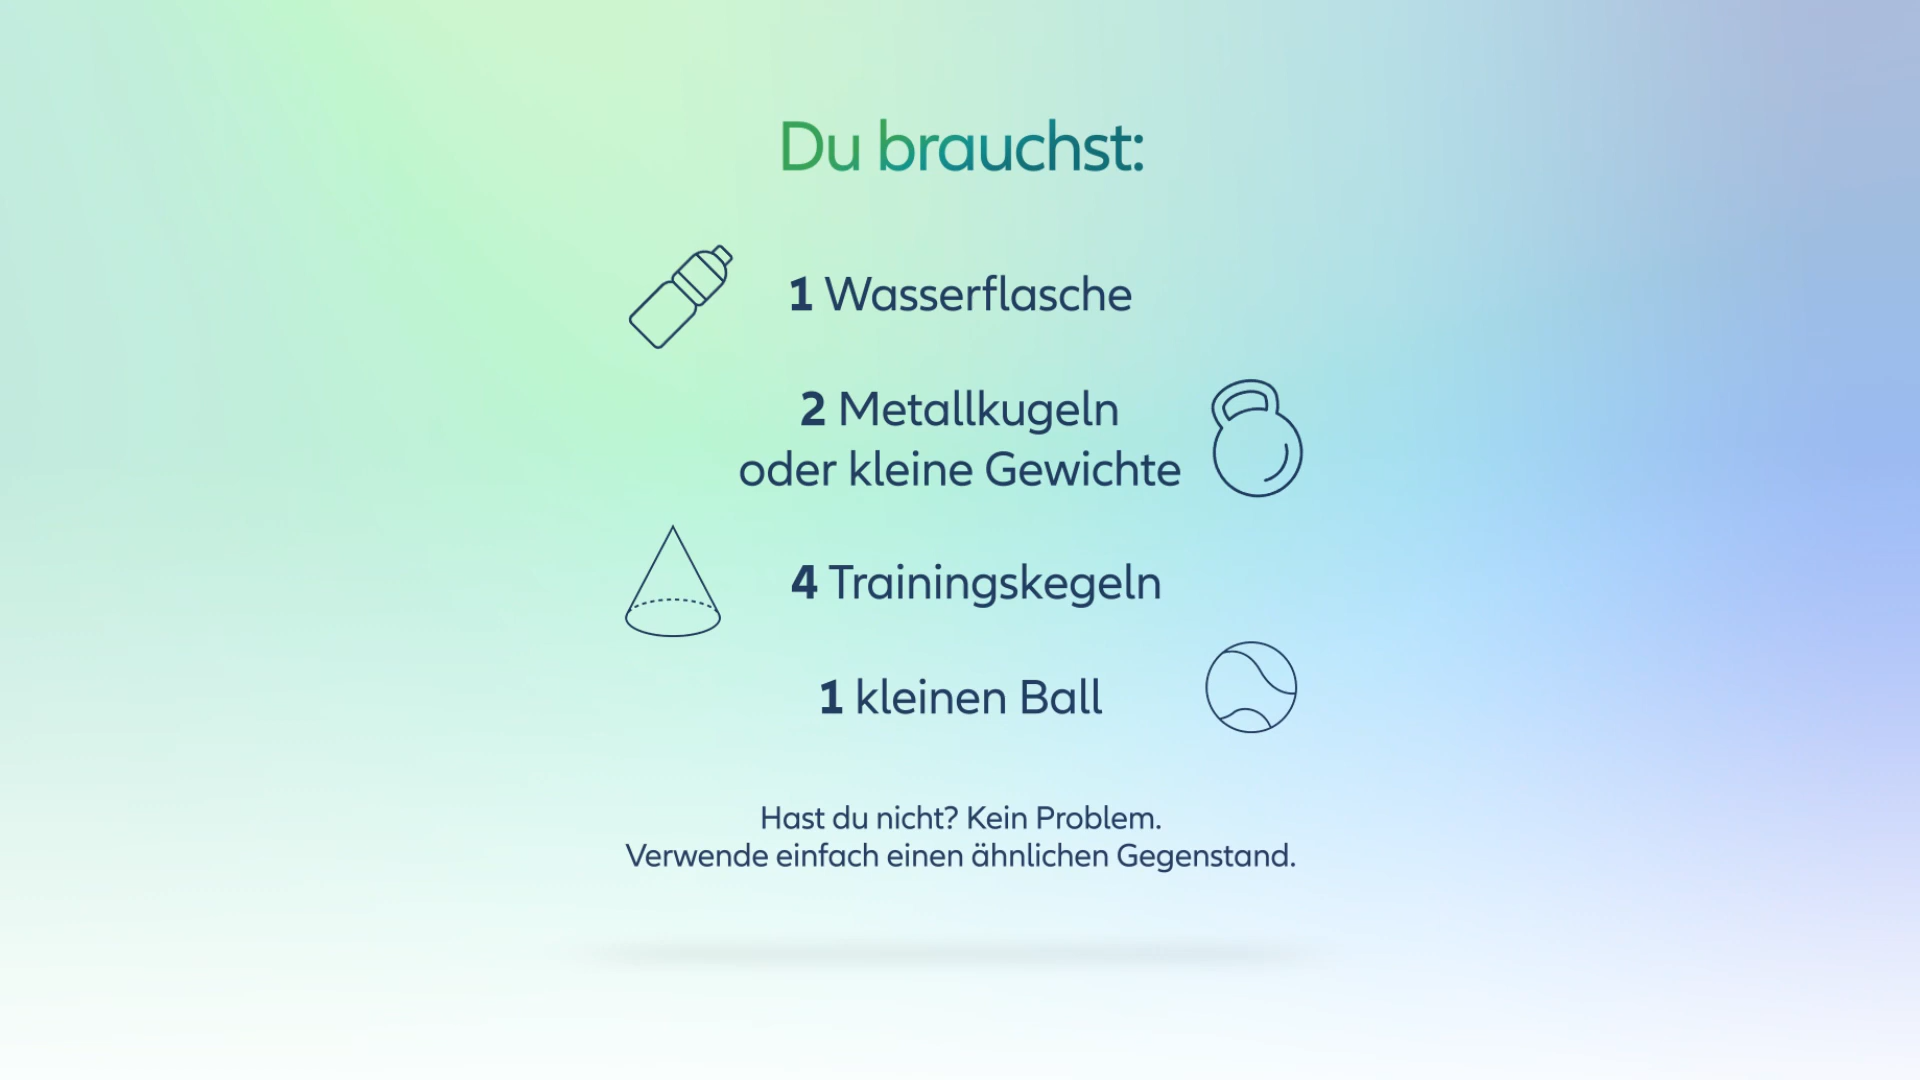 Du brauchst:
1 Wasserflasche
2 Metallkugeln
oder kleine Gewichte
4 Trainingskegeln
1 kleinen Ball
Hast du nicht? Kein Problem.
Verwende einfach einen ähnlichen Gegenstand.